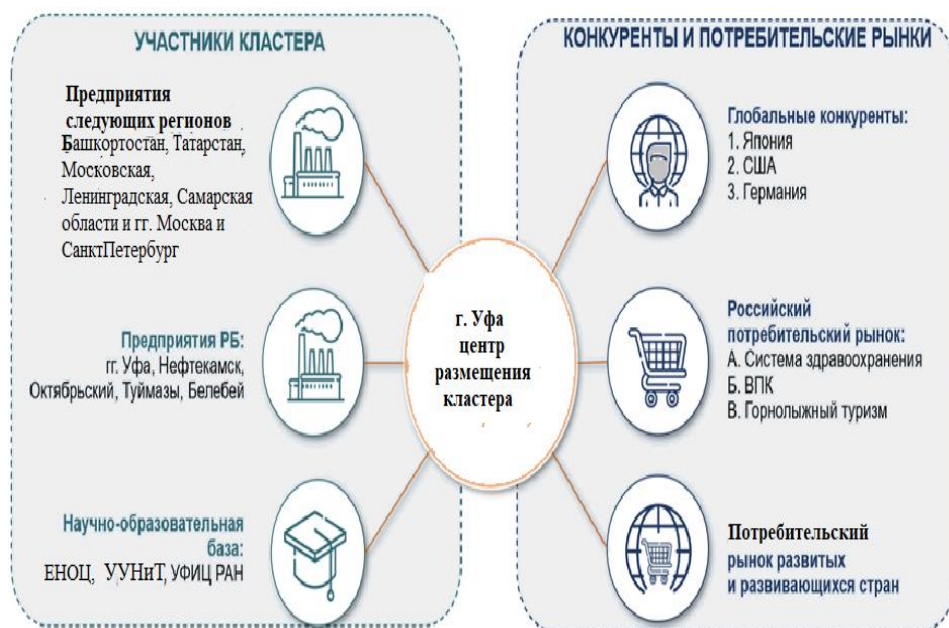 УЧАСТНИКИ КЛАСТЕРА
Предприятия
следующих регионов
Башкортостан, Татарстан,
Московская,
Ленинградская, Самарская
области и гг. Москва и
СанктПетербург
Предприятия РБ:
гг. Уфа, Нефтекамск,
Октябрьский, Туймазы, Белебей
Научно-образовательная
база:
ЕНОЦ, УУНиТ, УФИЦ РАН
г. Уфа
центр
размещения
кластера
КОНКУРЕНТЫ И ПОТРЕБИТЕЛЬСКИЕ РЫНКИ
Глобальные конкуренты:
1. Япония
2. США
3. Германия
Российский
потребительский рынок:
А. Система здравоохранения
Б. ВПК
В. Горнолыжный туризм
Потребительский
рынок развитых
и развивающихся стран